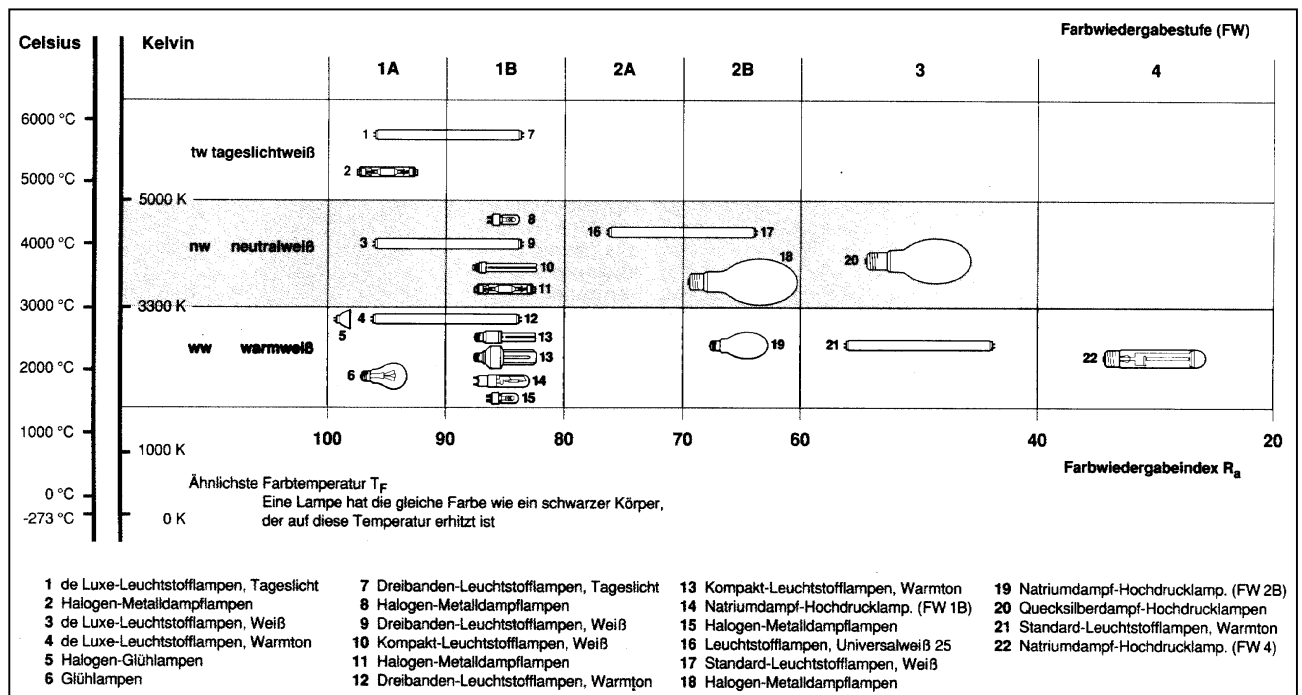 Farbwiedergabestufe (FW)
Celsius Kelvin
1A 1B 2A 2B 3 4
6000 °C
1 7
tw tageslichtweiß
2
5000 °C
5000 K
8
16 17
4000 °C
nw neutralweiß
3 9
18
20
10
11
3000 °C
3300 K
4 12
5
13
ww warmweiß
19
21
13
22
2000 °C
6
14
15
1000 °C
100 90 80 70 60 40 20
1000 K
Farbwiedergabeindex Ra
Ähnlichste Farbtemperatur TF
0 °C
Eine Lampe hat die gleiche Farbe wie ein schwarzer Körper,
-273 °C
0 K
der auf diese Temperatur erhitzt ist
1 de Luxe-Leuchtstofflampen, Tageslicht
2 Halogen-Metalldampflampen
3 de Luxe-Leuchtstofflampen, Weiß
4 de Luxe-Leuchtstofflampen, Warmton
5 Halogen-Glühlampen
6 Glühlampen
7 Dreibanden-Leuchtstofflampen, Tageslicht
8 Halogen-Metalldampflampen
9 Dreibanden-Leuchtstofflampen, Weiß
10 Kompakt-Leuchtstofflampen, Weiß
11 Halogen-Metalldampflampen
12 Dreibanden-Leuchtstofflampen, Warmton
13 Kompakt-Leuchtstofflampen, Warmton
14 Natriumdampf-Hochdrucklamp. (FW 1B)
15 Halogen-Metalldampflampen
16 Leuchtstofflampen, Universalweiß 25
17 Standard-Leuchtstofflampen, Weiß
18 Halogen-Metalldampflampen
19 Natriumdampf-Hochdrucklamp. (FW 2B)
20 Quecksilberdampf-Hochdrucklampen
21 Standard-Leuchtstofflampen, Warmton
22 Natriumdampf-Hochdrucklamp. (FW 4)